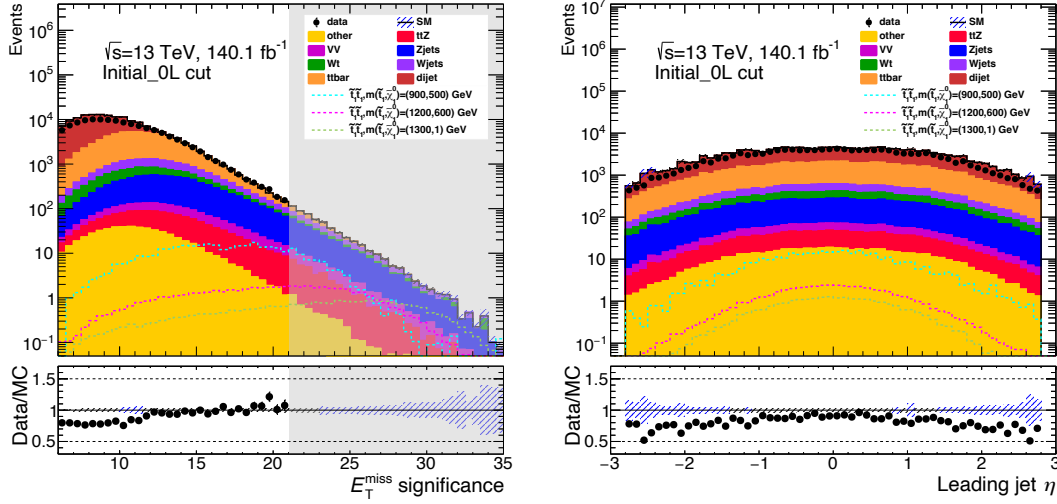 Events
10⁶
10⁵
10⁴
10³
10²
10
1
10⁻¹
√s=13 TeV, 140.1 fb⁻¹
Initial_0L cut
data SM
other ttZ
VV Zjets
Wt Wjets
ttbar dijet
t̃₁t̃₁,m(t̃₁,χ̃₁⁰)=(900,500) GeV
t̃₁t̃₁,m(t̃₁,χ̃₁⁰)=(1200,600) GeV
t̃₁t̃₁,m(t̃₁,χ̃₁⁰)=(1300,1) GeV
Data/MC
1.5
1
0.5
10 15 20 25 30 35
E_T^miss significance
Events
10⁷
10⁶
10⁵
10⁴
10³
10²
10
1
10⁻¹
√s=13 TeV, 140.1 fb⁻¹
Initial_0L cut
data SM
other ttZ
VV Zjets
Wt Wjets
ttbar dijet
t̃₁t̃₁,m(t̃₁,χ̃₁⁰)=(900,500) GeV
t̃₁t̃₁,m(t̃₁,χ̃₁⁰)=(1200,600) GeV
t̃₁t̃₁,m(t̃₁,χ̃₁⁰)=(1300,1) GeV
Data/MC
1.5
1
0.5
−3 −2 −1 0 1 2 3
Leading jet η